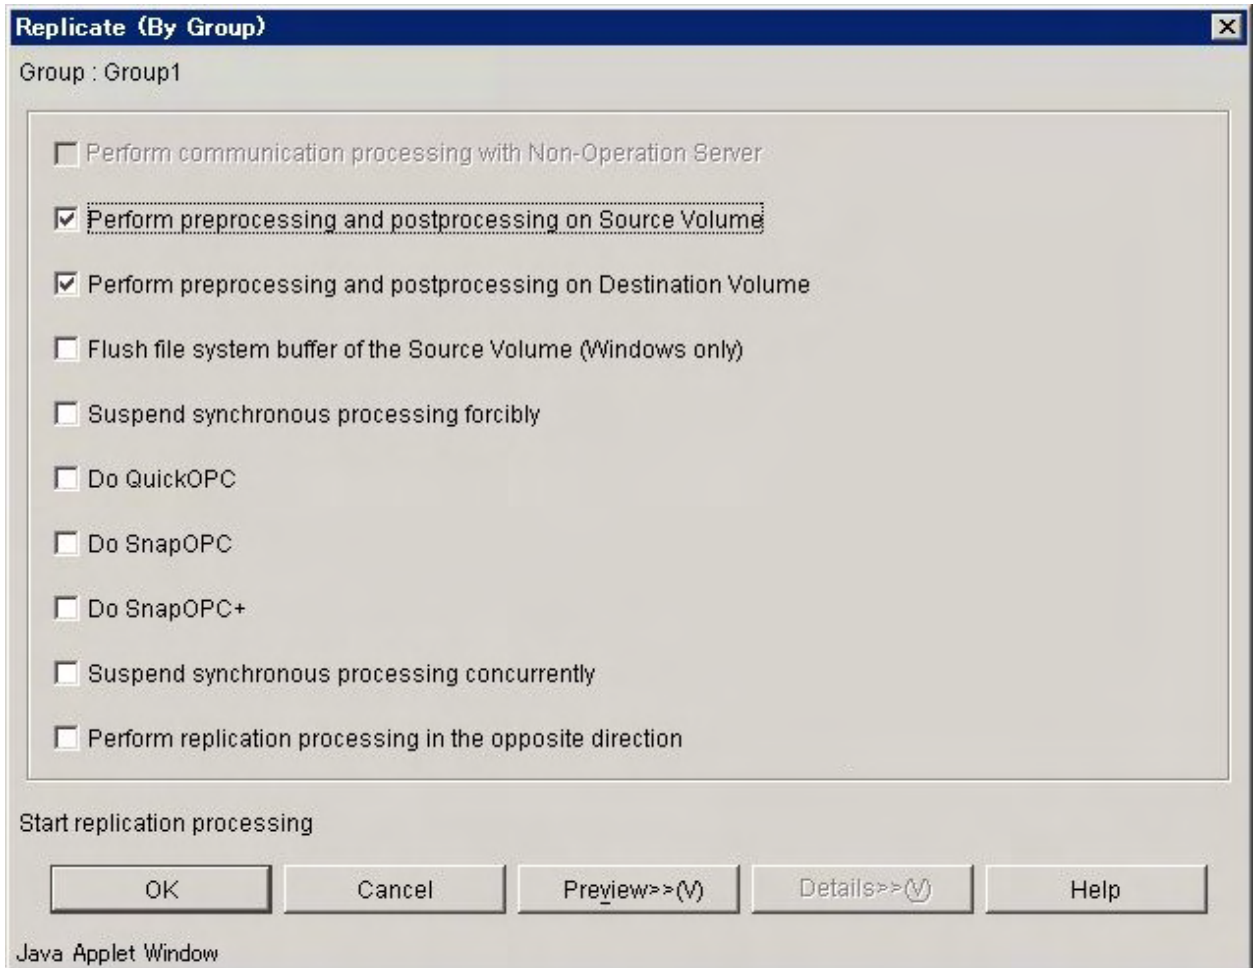 Replicate (By Group)
Group : Group1
Perform communication processing with Non-Operation Server
Perform preprocessing and postprocessing on Source Volume
Perform preprocessing and postprocessing on Destination Volume
Flush file system buffer of the Source Volume (Windows only)
Suspend synchronous processing forcibly
Do QuickOPC
Do SnapOPC
Do SnapOPC+
Suspend synchronous processing concurrently
Perform replication processing in the opposite direction
Start replication processing
OK Cancel Preview>>(V) Details>>(V) Help
Java Applet Window